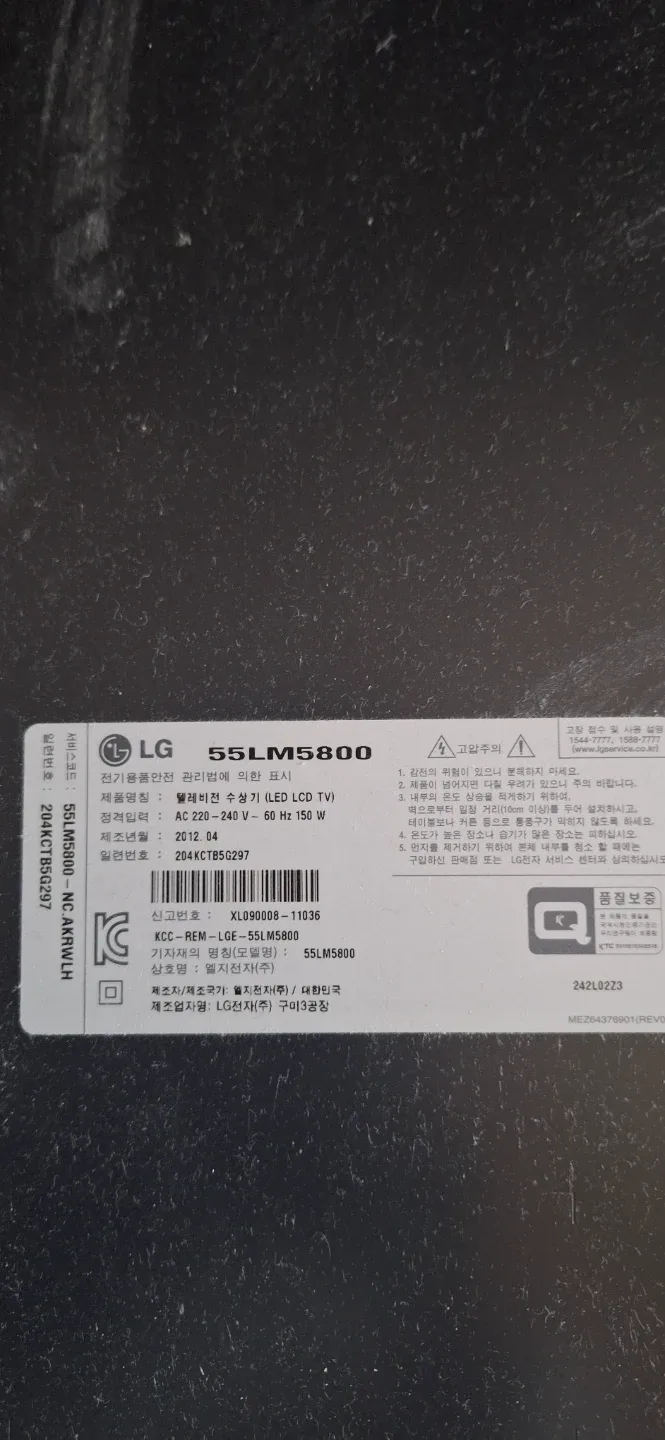 서비스코드 : 55LM5800-NC.AKRWLH
일련번호 : 204KCTB5G297
LG 55LM5800
전기용품안전 관리법에 의한 표시
제품명칭 : 텔레비전 수상기 (LED LCD TV)
정격입력 : AC 220-240 V~ 60 Hz 150 W
제조년월 : 2012. 04
일련번호 : 204KCTB5G297
신고번호 : XL090008-11036
KCC-REM-LGE-55LM5800
기자재의 명칭(모델명) : 55LM5800
상호명 : 엘지전자(주)
제조자/제조국가: 엘지전자(주) / 대한민국
제조업자명: LG전자(주) 구미3공장
고압주의
고장 접수 및 사용 설명
1544-7777, 1588-7777
(www.lgservice.co.kr)
1. 감전의 위험이 있으니 분해하지 마세요.
2. 제품이 넘어지면 다칠 우려가 있으니 주의 바랍니다.
3. 내부의 온도 상승을 적게하기 위하여,
벽으로부터 일정 거리(10cm 이상)를 두어 설치하시고,
테이블보나 커튼 등으로 통풍구가 막히지 않도록 하세요.
4. 온도가 높은 장소나 습기가 많은 장소는 피하십시오.
5. 먼지를 제거하기 위하여 본체 내부를 청소 할 때에는
구입하신 판매점 또는 LG전자 서비스 센터와 상의하십시오
품질보증
KTC
242L02Z3
MEZ64378901(REV0